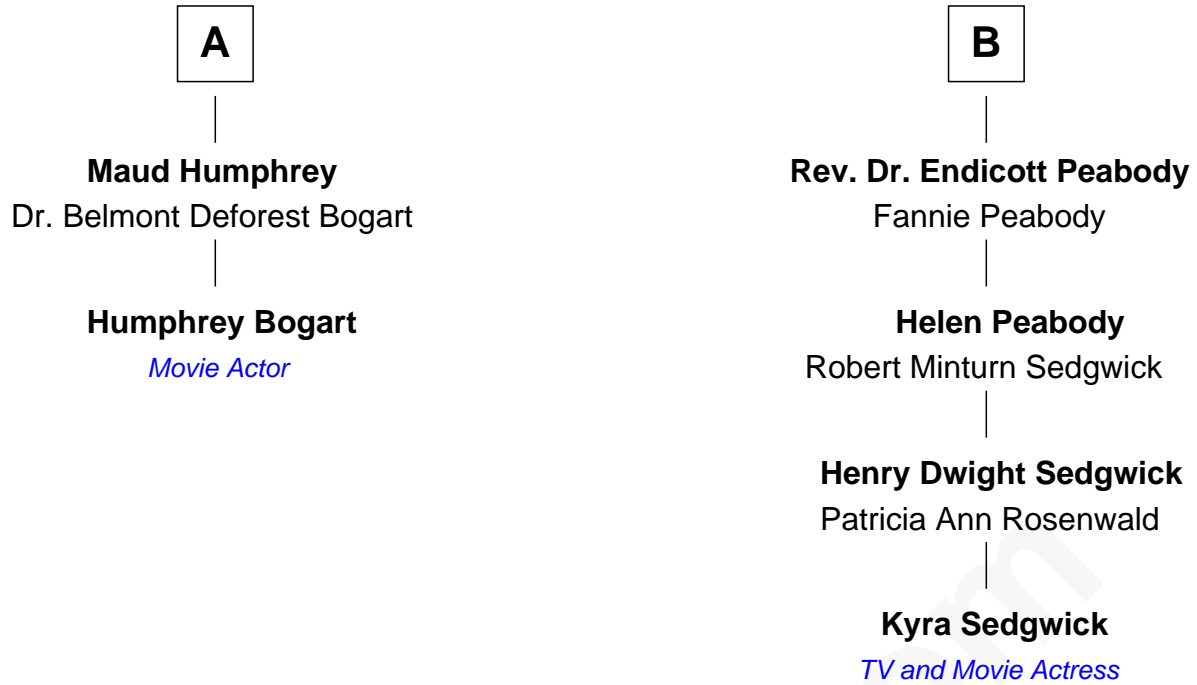 A
Maud Humphrey
Dr. Belmont Deforest Bogart
Humphrey Bogart
Movie Actor
B
Rev. Dr. Endicott Peabody
Fannie Peabody
Helen Peabody
Robert Minturn Sedgwick
Henry Dwight Sedgwick
Patricia Ann Rosenwald
Kyra Sedgwick
TV and Movie Actress